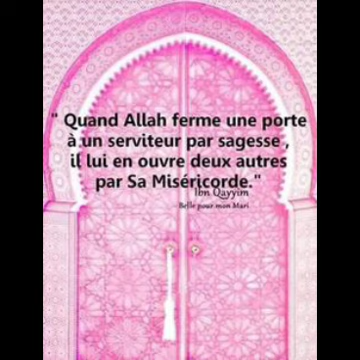 " Quand Allah ferme une porte
à un serviteur par sagesse ,
il lui en ouvre deux autres
par Sa Miséricorde."
Ibn Qayyim
Belle pour mon Mari